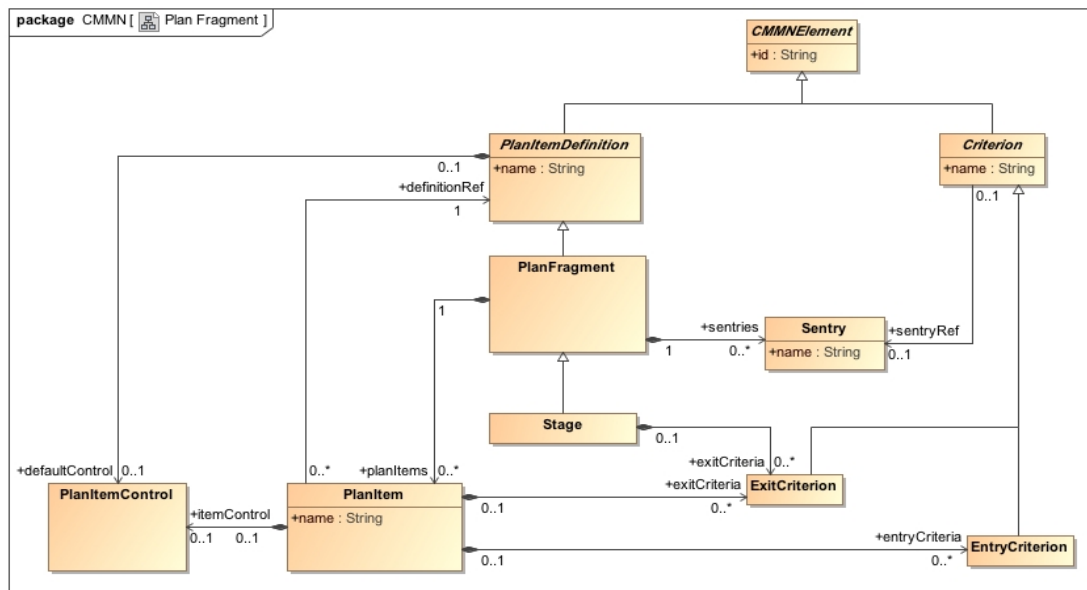 package CMMN [ Plan Fragment ]
CMMNElement
+id : String
PlanItemDefinition
+name : String
Criterion
+name : String
0..1
0..1
+definitionRef
1
PlanFragment
1
+sentries
1
0..*
Sentry
+name : String
+sentryRef
0..1
Stage
0..1
+exitCriteria
0..*
+defaultControl
0..1
0..*
+planItems
0..*
PlanItemControl
+itemControl
0..1
0..1
PlanItem
+name : String
0..1
+exitCriteria
0..*
ExitCriterion
0..1
+entryCriteria
0..*
EntryCriterion